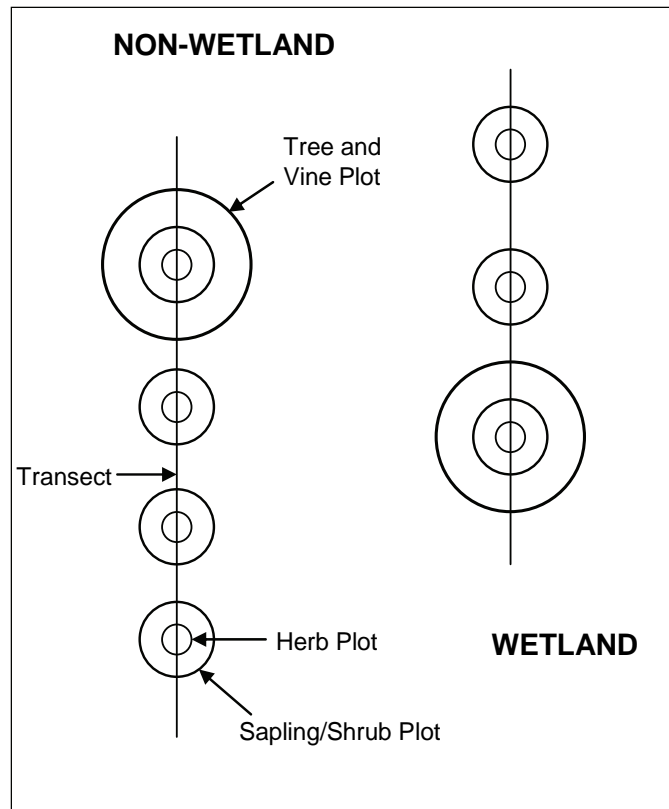 NON-WETLAND
Tree and
Vine Plot
Transect
Herb Plot
WETLAND
Sapling/Shrub Plot